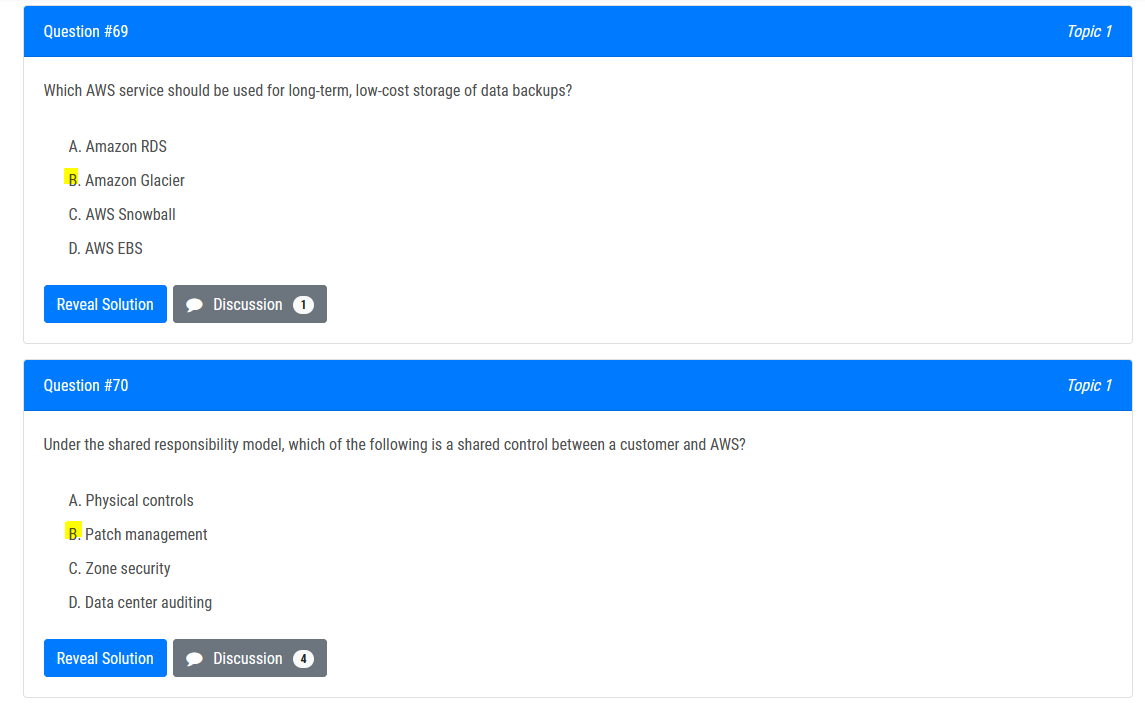 Question #69
Topic 1
Which AWS service should be used for long-term, low-cost storage of data backups?
A. Amazon RDS
B. Amazon Glacier
C. AWS Snowball
D. AWS EBS
Reveal Solution
Discussion 1
Question #70
Topic 1
Under the shared responsibility model, which of the following is a shared control between a customer and AWS?
A. Physical controls
B. Patch management
C. Zone security
D. Data center auditing
Reveal Solution
Discussion 4